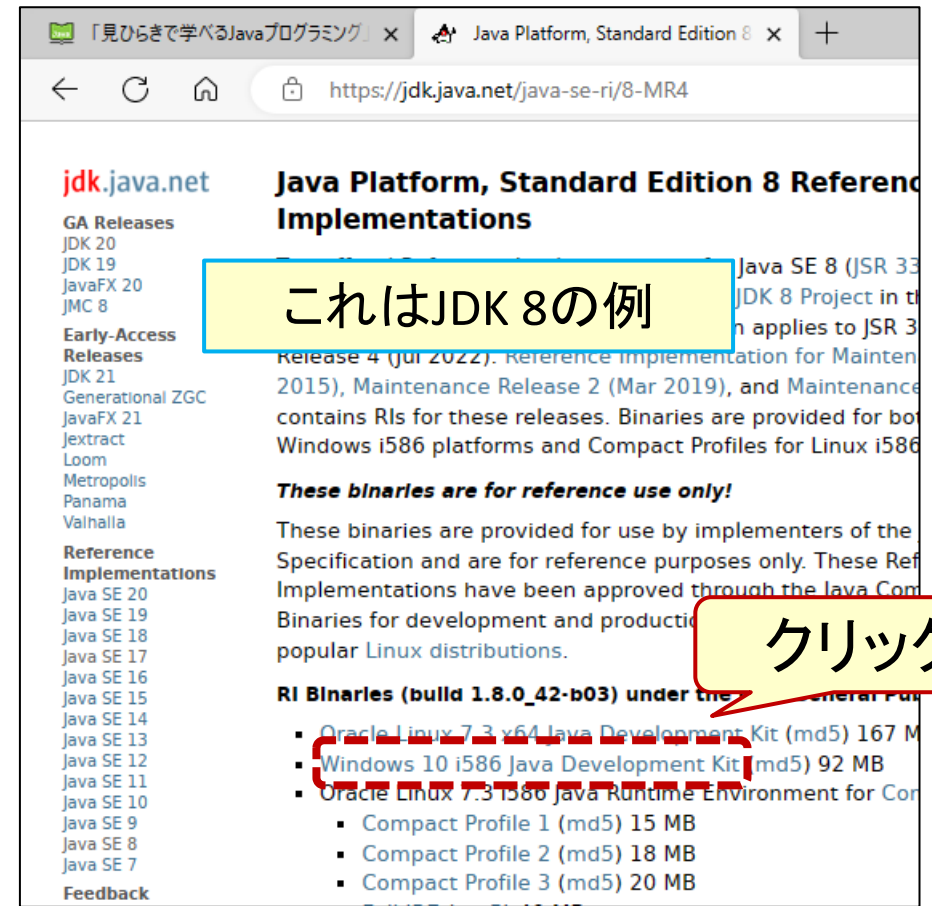 「見ひらきで学べるJavaプログラミング」
Java Platform, Standard Edition 8
https://jdk.java.net/java-se-ri/8-MR4
jdk.java.net
GA Releases
JDK 20
JDK 19
JavaFX 20
JMC 8
Early-Access
Releases
JDK 21
Generational ZGC
JavaFX 21
Jextract
Loom
Metropolis
Panama
Valhalla
Reference
Implementations
Java SE 20
Java SE 19
Java SE 18
Java SE 17
Java SE 16
Java SE 15
Java SE 14
Java SE 13
Java SE 12
Java SE 11
Java SE 10
Java SE 9
Java SE 8
Java SE 7
Feedback
Java Platform, Standard Edition 8
Implementations
Java SE 8 (JSR
JDK 8 Project in
applies to JSR
これはJDK 8の例
Release 4 (Jul 2022). Reference Implementation for
2015), Maintenance Release 2 (Mar 2019), and Maintenance
contains RIs for these releases. Binaries are provided for
Windows i586 platforms and Compact Profiles for Linux i586
These binaries are for reference use only!
These binaries are provided for use by implementers of the
Specification and are for reference purposes only. These
Implementations have been approved through the Java
Binaries for development and
popular Linux distributions.
クリック
RI Binaries (build 1.8.0_42-b03) under the General
Oracle Linux 7.3 x64 Java Development Kit (md5) 167
Windows 10 i586 Java Development Kit (md5) 92 MB
Oracle Linux 7.3 i586 Java Runtime Environment for
Compact Profile 1 (md5) 15 MB
Compact Profile 2 (md5) 18 MB
Compact Profile 3 (md5) 20 MB